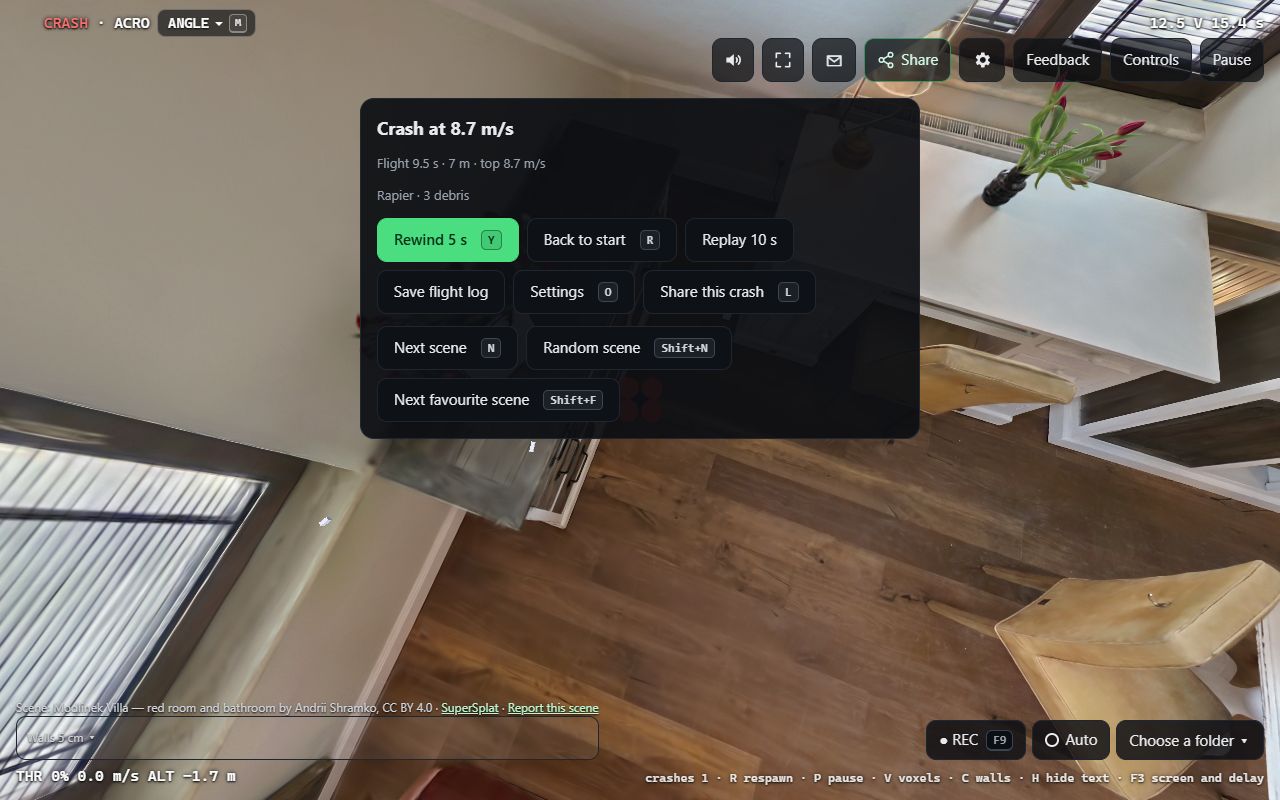 CRASH · ACRO ANGLE M
12.5 V 15.4 s
Share
Feedback
Controls
Pause
Crash at 8.7 m/s
Flight 9.5 s · 7 m · top 8.7 m/s
Rapier · 3 debris
Rewind 5 s Y
Back to start R
Replay 10 s
Save flight log
Settings O
Share this crash L
Next scene N
Random scene Shift+N
Next favourite scene Shift+F
Scene: Modlinek Villa — red room and bathroom by Andrii Shramko, CC BY 4.0 · SuperSplat · Report this scene
Walls 3 cm
REC F9
Auto
Choose a folder
THR 0% 0.0 m/s ALT −1.7 m
crashes 1 · R respawn · P pause · V voxels · C walls · H hide text · F3 screen and delay